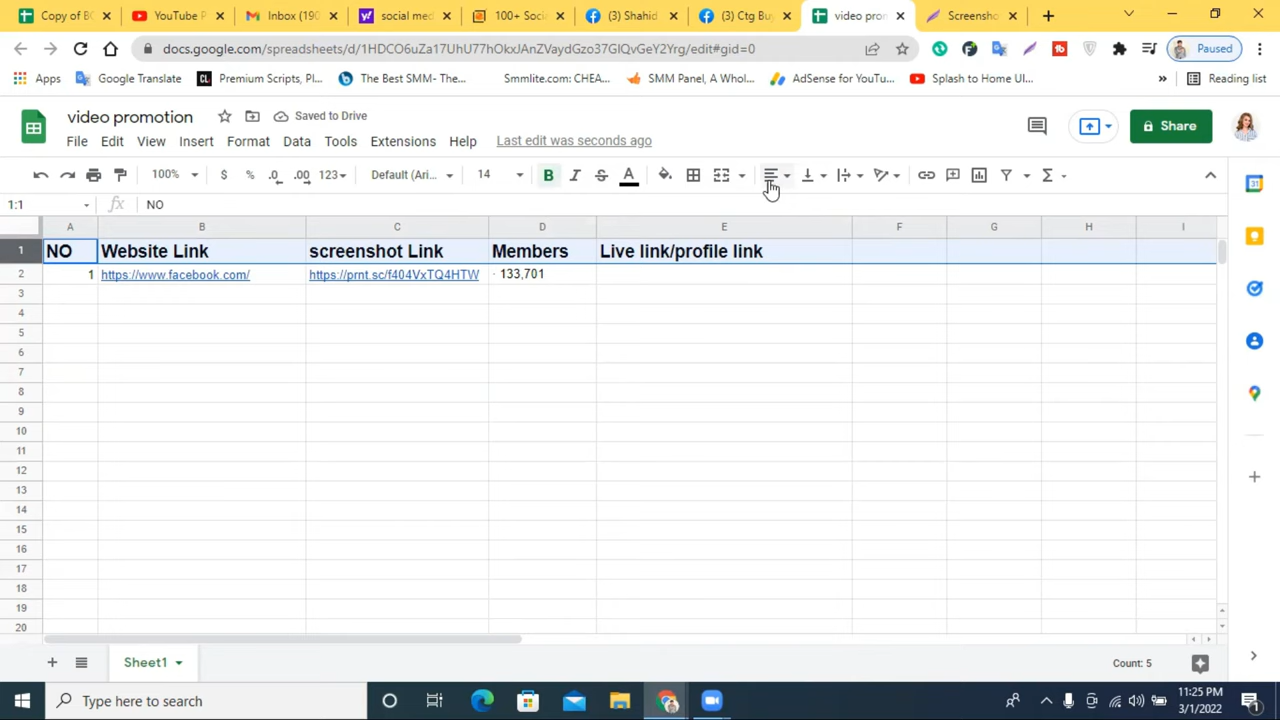 Copy of BC
YouTube P
Inbox (190
social med
100+ Soci
(3) Shahid
(3) Ctg Buy
video prom
Screensho
docs.google.com/spreadsheets/d/1HDCO6uZa17UhU77hOkxJAnZVaydGzo37GIQvGeY2Yrg/edit#gid=0
Paused
Apps
Google Translate
Premium Scripts, Pl...
The Best SMM- The...
Smmlite.com: CHEA...
SMM Panel, A Whol...
AdSense for YouTu...
Splash to Home UI...
Reading list
video promotion
Saved to Drive
File Edit View Insert Format Data Tools Extensions Help Last edit was seconds ago
Share
100% $ % .0 .00 123 Default (Ari... 14 B I S A
1:1 fx NO
A B C D E F G H I
1 NO Website Link screenshot Link Members Live link/profile link
2 1 https://www.facebook.com/ https://prnt.sc/f404VxTQ4HTW · 133,701
3
4
5
6
7
8
9
10
11
12
13
14
15
16
17
18
19
20
Sheet1
Count: 5
Type here to search
11:25 PM
3/1/2022
1